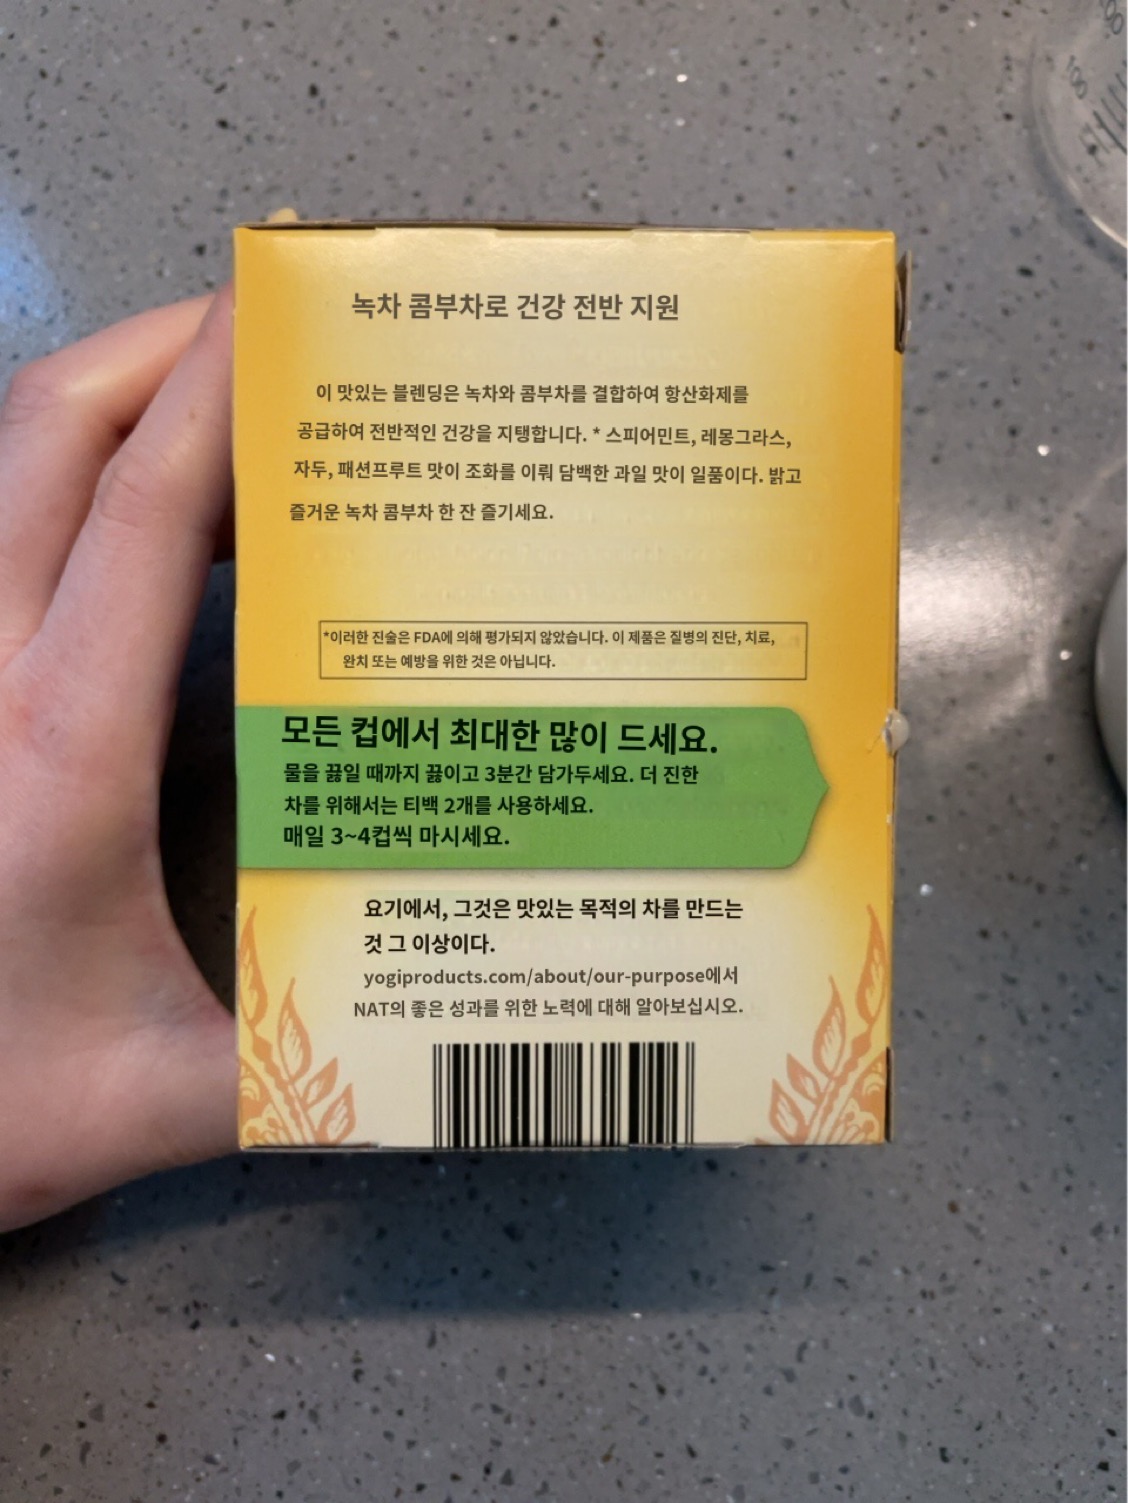 녹차 콤부차로 건강 전반 지원
이 맛있는 블렌딩은 녹차와 콤부차를 결합하여 항산화제를
공급하여 전반적인 건강을 지탱합니다. * 스피어민트, 레몽그라스,
자두, 패션프루트 맛이 조화를 이뤄 담백한 과일 맛이 일품이다. 밝고
즐거운 녹차 콤부차 한 잔 즐기세요.
*이러한 진술은 FDA에 의해 평가되지 않았습니다. 이 제품은 질병의 진단, 치료,
완치 또는 예방을 위한 것은 아닙니다.
모든 컵에서 최대한 많이 드세요.
물을 끓일 때까지 끓이고 3분간 담가두세요. 더 진한
차를 위해서는 티백 2개를 사용하세요.
매일 3~4컵씩 마시세요.
요기에서, 그것은 맛있는 목적의 차를 만드는
것 그 이상이다.
yogiproducts.com/about/our-purpose에서
NAT의 좋은 성과를 위한 노력에 대해 알아보십시오.